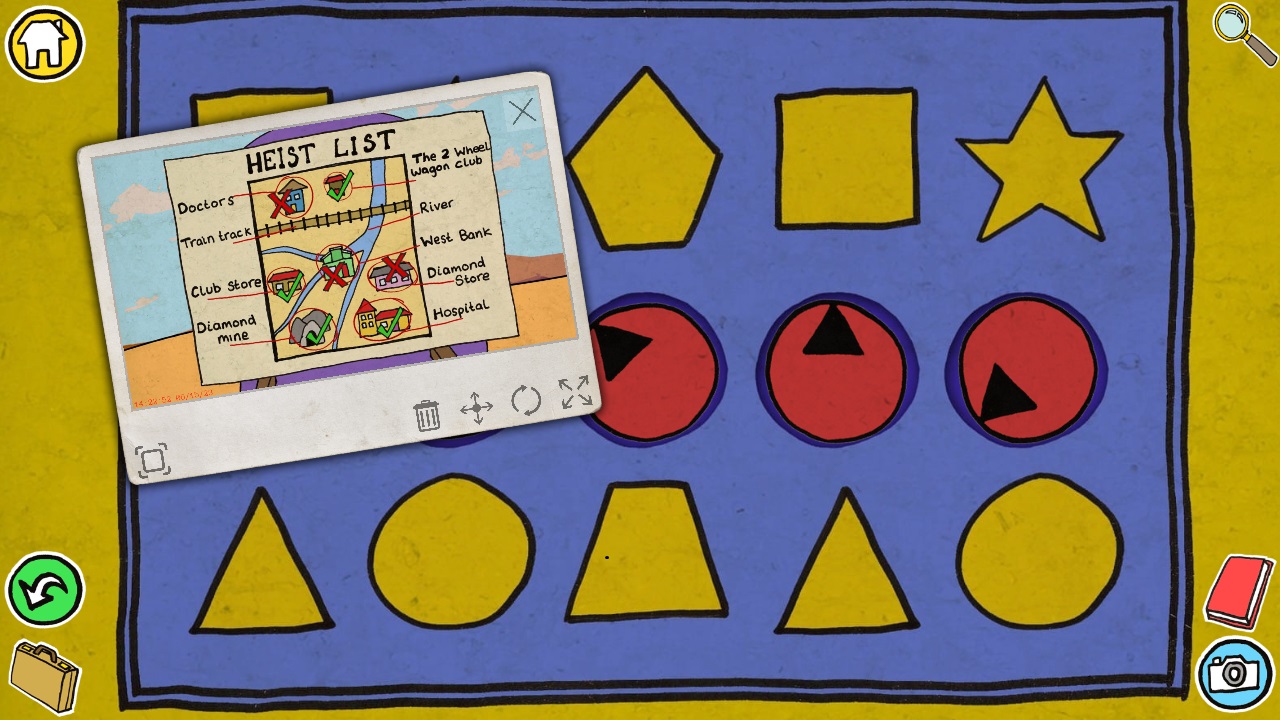 HEIST LIST
The 2 Wheel
Wagon Club
Doctors
River
Train track
West Bank
Club Store
Diamond
Store
Diamond
mine
Hospital